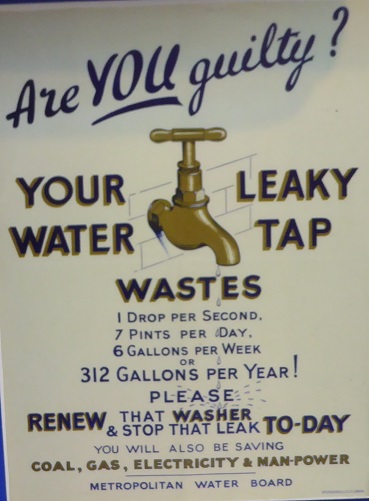 Are YOU guilty?
YOUR LEAKY
WATER TAP
WASTES
1 DROP PER SECOND,
7 PINTS PER DAY,
6 GALLONS PER WEEK
OR
312 GALLONS PER YEAR!
PLEASE
RENEW THAT WASHER
& STOP THAT LEAK TO-DAY
YOU WILL ALSO BE SAVING
COAL, GAS, ELECTRICITY & MAN-POWER
METROPOLITAN WATER BOARD